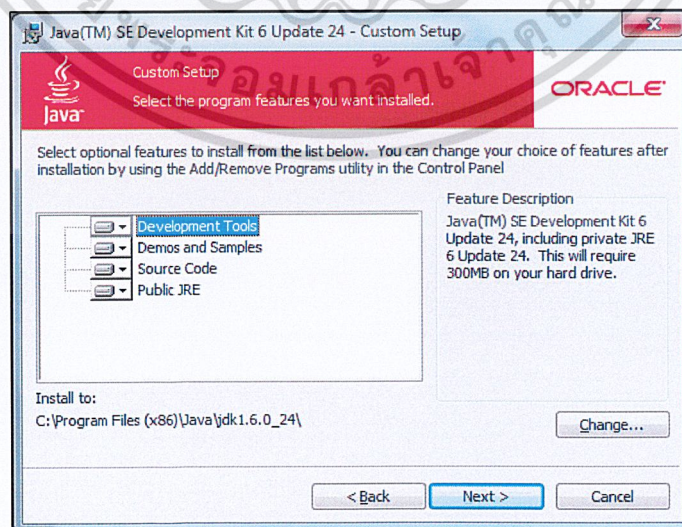 Java(TM) SE Development Kit 6 Update 24 - Custom Setup
Java
Custom Setup
Select the program features you want installed.
ORACLE
Select optional features to install from the list below. You can change your choice of features after
installation by using the Add/Remove Programs utility in the Control Panel
Development Tools
Demos and Samples
Source Code
Public JRE
Feature Description
Java(TM) SE Development Kit 6
Update 24, including private JRE
6 Update 24. This will require
300MB on your hard drive.
Install to:
C:\Program Files (x86)\Java\jdk1.6.0_24\
Change...
< Back
Next >
Cancel